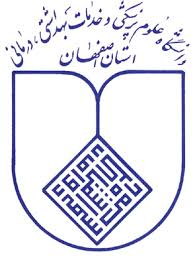 دانشگاه علوم پزشکی و خدمات بهداشتی، درمانی
استان اصفهان